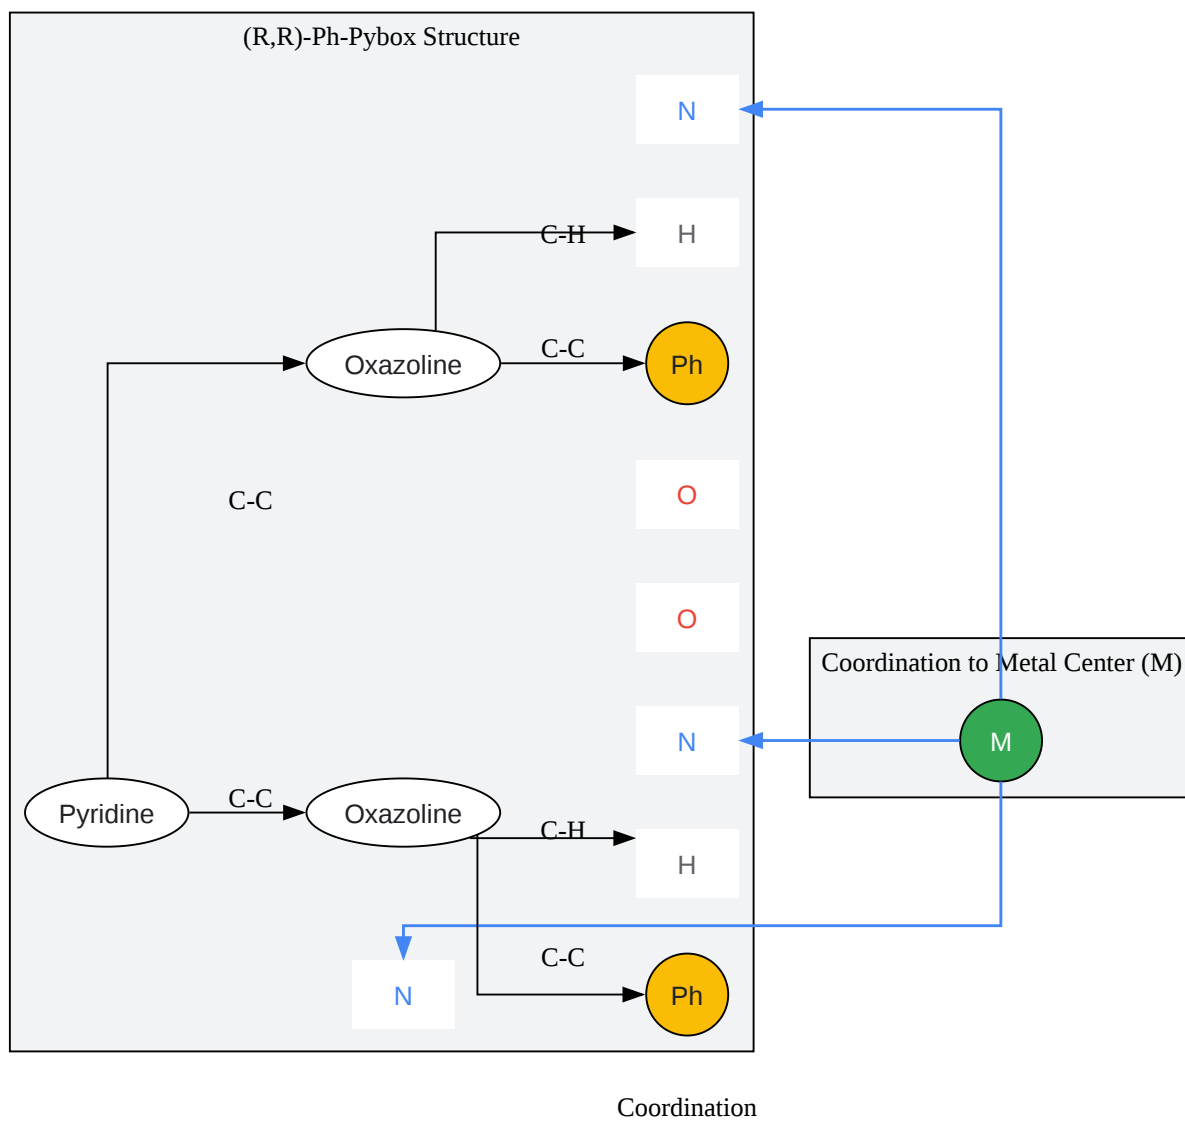 (R,R)-Ph-Pybox Structure
N
C-H
H
Oxazoline
C-C
Ph
C-C
O
O
Coordination to Metal Center (M)
N
M
Pyridine
C-C
Oxazoline
C-H
H
C-C
N
Ph
Coordination